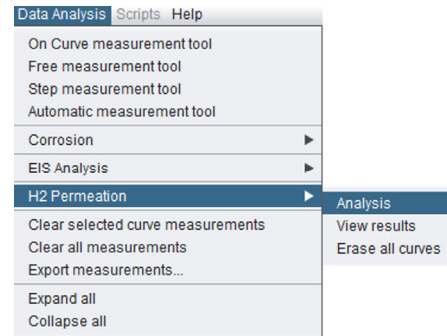 Data Analysis Scripts Help
On Curve measurement tool
Free measurement tool
Step measurement tool
Automatic measurement tool
Corrosion
EIS Analysis
H2 Permeation
Analysis
View results
Erase all curves
Clear selected curve measurements
Clear all measurements
Export measurements...
Expand all
Collapse all